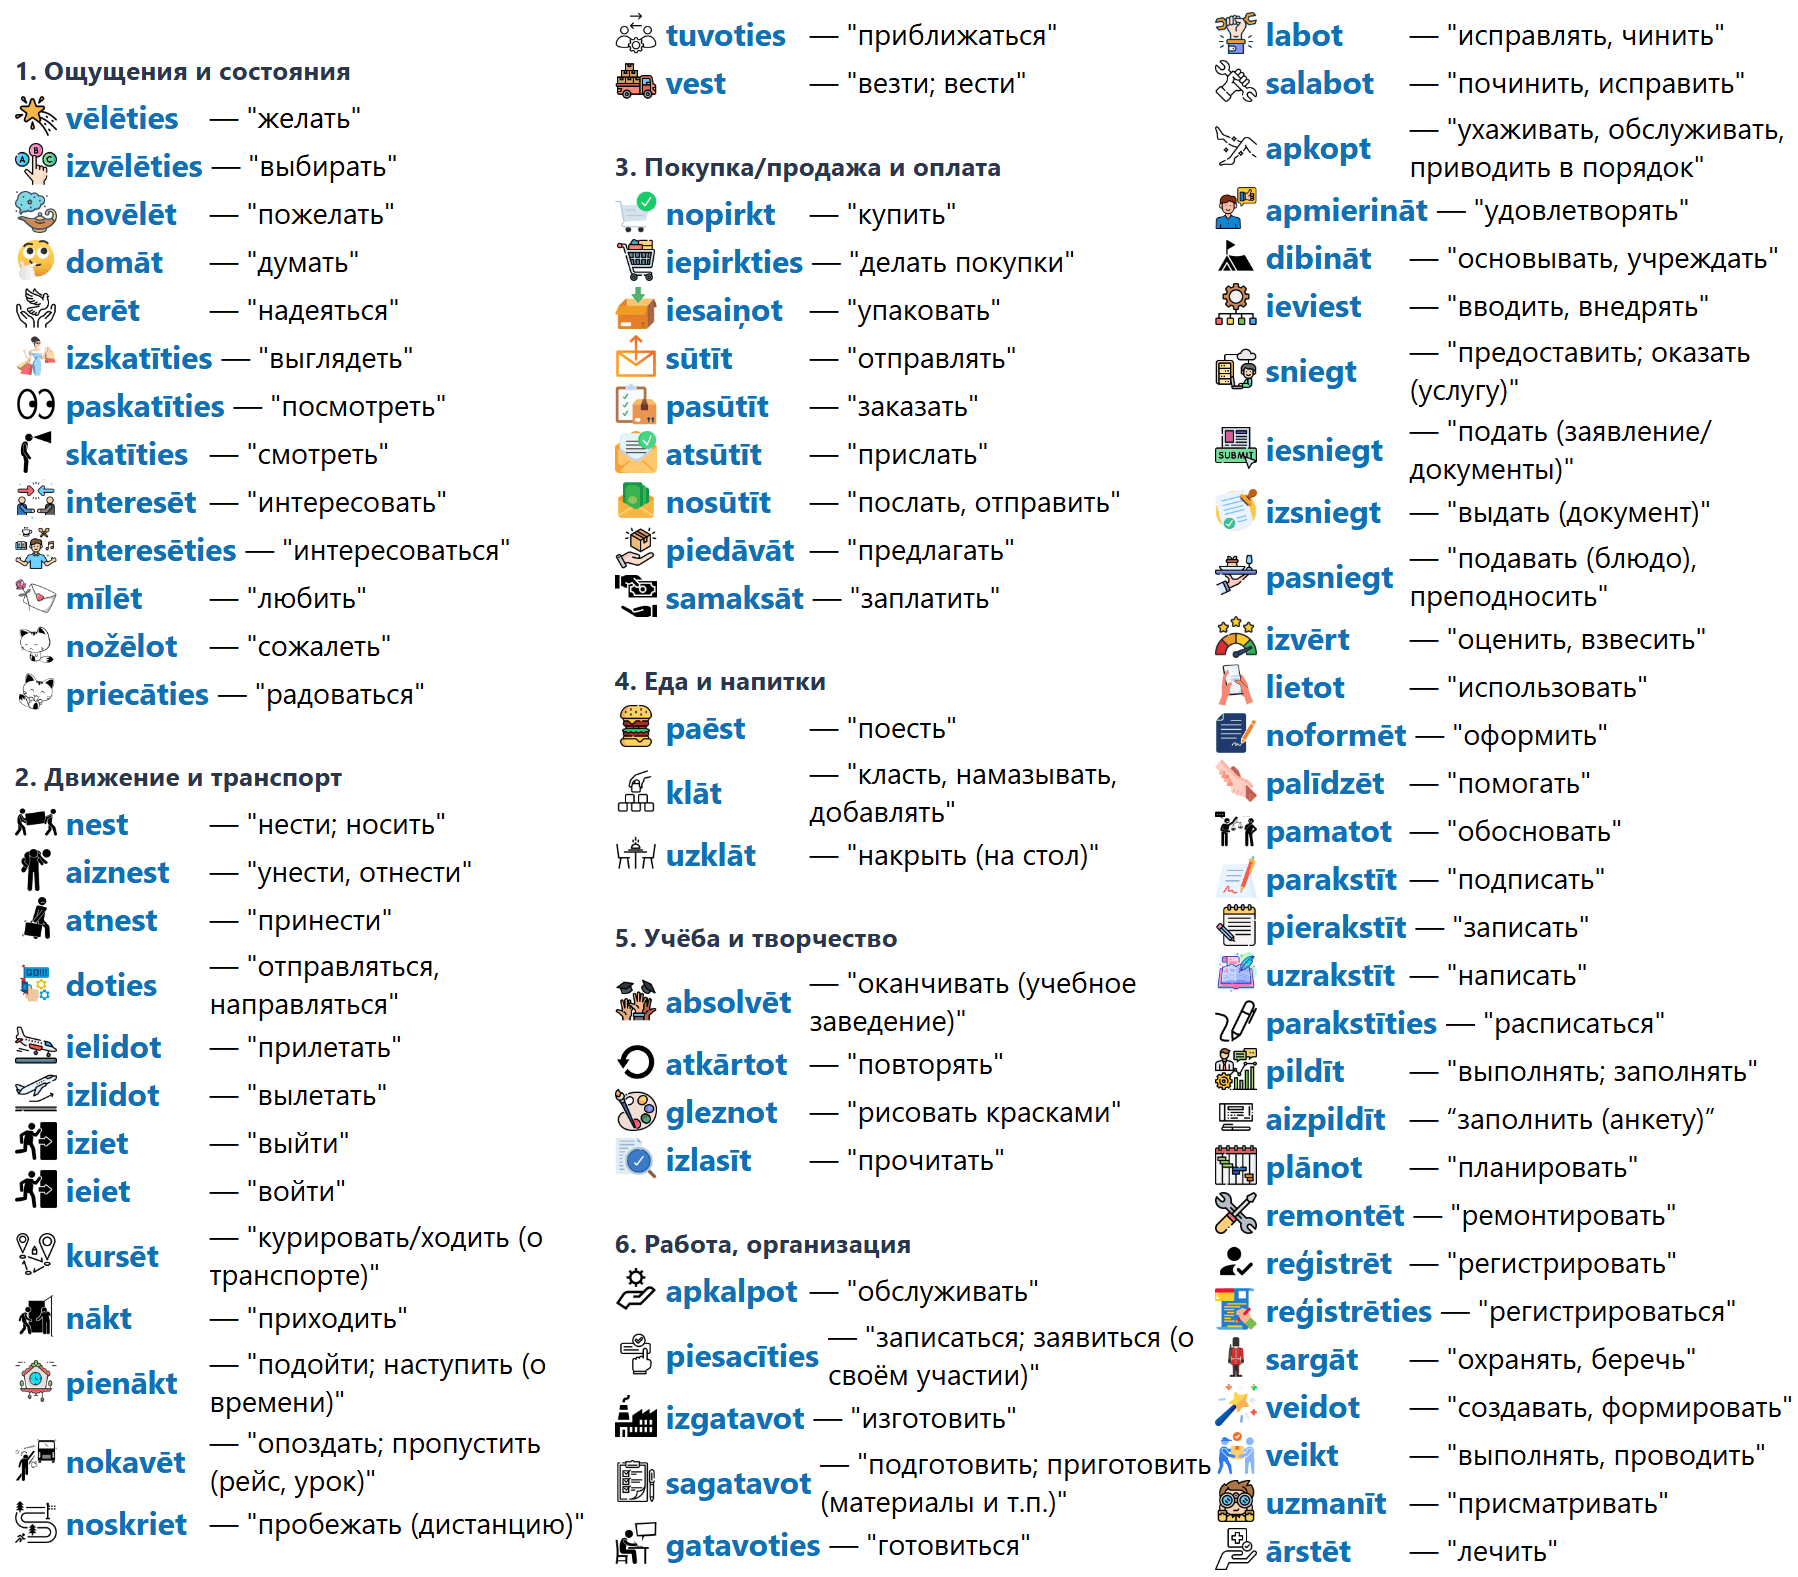 1. Ощущения и состояния
vēlēties — "желать"
izvēlēties — "выбирать"
novēlēt — "пожелать"
domāt — "думать"
cerēt — "надеяться"
izskatīties — "выглядеть"
paskatīties — "посмотреть"
skatīties — "смотреть"
interesēt — "интересовать"
interesēties — "интересоваться"
mīlēt — "любить"
nožēlot — "сожалеть"
priecāties — "радоваться"
2. Движение и транспорт
nest — "нести; носить"
aiznest — "унести, отнести"
atnest — "принести"
doties — "отправляться,
направляться"
ielidot — "прилетать"
izlidot — "вылетать"
iziet — "выйти"
ieiet — "войти"
kursēt — "курировать/ходить (о
транспорте)"
nākt — "приходить"
pienākt — "подойти; наступить (о
времени)"
nokavēt — "опоздать; пропустить
(рейс, урок)"
noskriet — "пробежать (дистанцию)"
tuvoties — "приближаться"
vest — "везти; вести"
3. Покупка/продажа и оплата
nopirkt — "купить"
iepirkties — "делать покупки"
iesaiņot — "упаковать"
sūtīt — "отправлять"
pasūtīt — "заказать"
atsūtīt — "прислать"
nosūtīt — "послать, отправить"
piedāvāt — "предлагать"
samaksāt — "заплатить"
4. Еда и напитки
paēst — "поесть"
klāt — "класть, намазывать,
добавлять"
uzklāt — "накрыть (на стол)"
5. Учёба и творчество
absolvēt — "оканчивать (учебное
заведение)"
atkārtot — "повторять"
gleznot — "рисовать красками"
izlasīt — "прочитать"
6. Работа, организация
apkalpot — "обслуживать"
piesacīties — "записаться; заявиться (о
своём участии)"
izgatavot — "изготовить"
sagatavot — "подготовить; приготовить
(материалы и т.п.)"
gatavoties — "готовиться"
labot — "исправлять, чинить"
salabot — "починить, исправить"
apkopt — "ухаживать, обслуживать,
приводить в порядок"
apmierināt — "удовлетворять"
dibināt — "основывать, учреждать"
ieviest — "вводить, внедрять"
sniegt — "предоставить; оказать
(услугу)"
SUBMIT
iesniegt — "подать (заявление/
документы)"
izsniegt — "выдать (документ)"
pasniegt — "подавать (блюдо),
преподносить"
izvērt — "оценить, взвесить"
lietot — "использовать"
noformēt — "оформить"
palīdzēt — "помогать"
pamatot — "обосновать"
parakstīt — "подписать"
pierakstīt — "записать"
uzrakstīt — "написать"
parakstīties — "расписаться"
pildīt — "выполнять; заполнять"
aizpildīt — “заполнить (анкету)”
plānot — "планировать"
remontēt — "ремонтировать"
reģistrēt — "регистрировать"
reģistrēties — "регистрироваться"
sargāt — "охранять, беречь"
veidot — "создавать, формировать"
veikt — "выполнять, проводить"
uzmanīt — "присматривать"
ārstēt — "лечить"